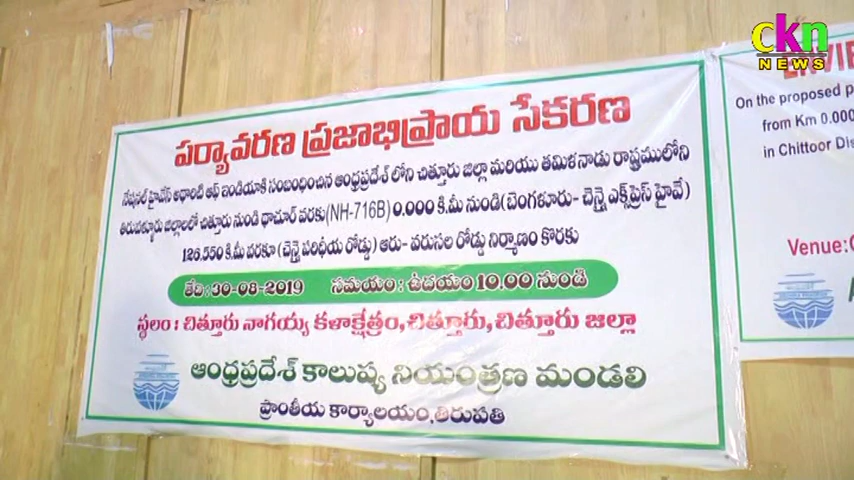 ckn
NEWS
పర్యావరణ ప్రజాభిప్రాయ సేకరణ
నేషనల్ హైవేస్ అథారిటీ ఆఫ్ ఇండియాకి సంబంధించిన ఆంధ్రప్రదేశ్ లోని చిత్తూరు జిల్లా మరియు తమిళనాడు రాష్ట్రములోని
తిరువళ్ళూరు జిల్లాలలో చిత్తూరు నుండి థాచూర్ వరకు(NH-716B) 0.000 కి.మీ నుండి(బెంగళూరు- చెన్నై ఎక్స్‌ప్రెస్ హైవే)
126.550 కి.మీ వరకూ (చెన్నై పరిధీయ రోడ్డు) ఆరు- వరుసల రోడ్డు నిర్మాణం కొరకు
తేది : 30-08-2019 సమయం : ఉదయం 10.00 నుండి
స్థలం : చిత్తూరు నాగయ్య కళాక్షేత్రం,చిత్తూరు,చిత్తూరు జిల్లా
ఆంధ్రప్రదేశ్ కాలుష్య నియంత్రణ మండలి
ప్రాంతీయ కార్యాలయం,తిరుపతి
On the proposed
from Km 0.000
in Chittoor
Venue: